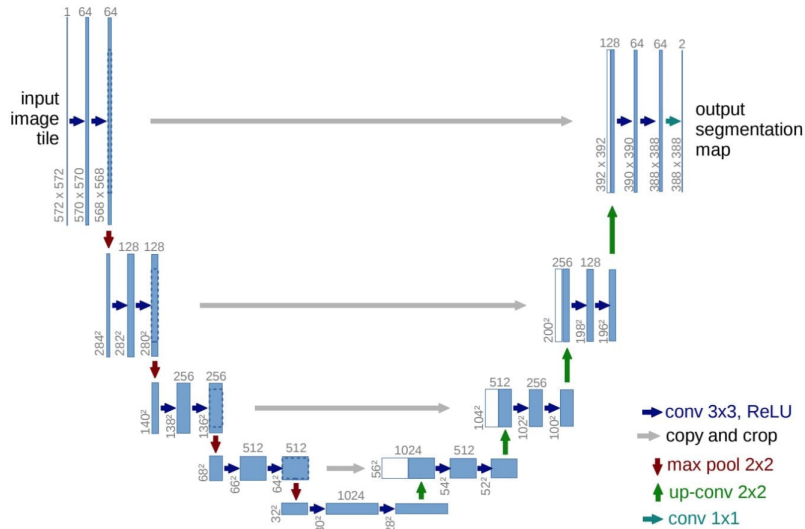 1 64 64
128 64 64 2
input
image
tile
output
segmentation
map
572 x 572
570 x 570
568 x 568
392 x 392
390 x 390
388 x 388
388 x 388
128 128
256 128
284²
282²
280²
200²
198²
196²
256 256
512 256
140²
138²
136²
104²
102²
100²
512 512
1024 512
68²
66²
64²
56²
54²
52²
1024
32²
conv 3x3, ReLU
copy and crop
max pool 2x2
up-conv 2x2
conv 1x1